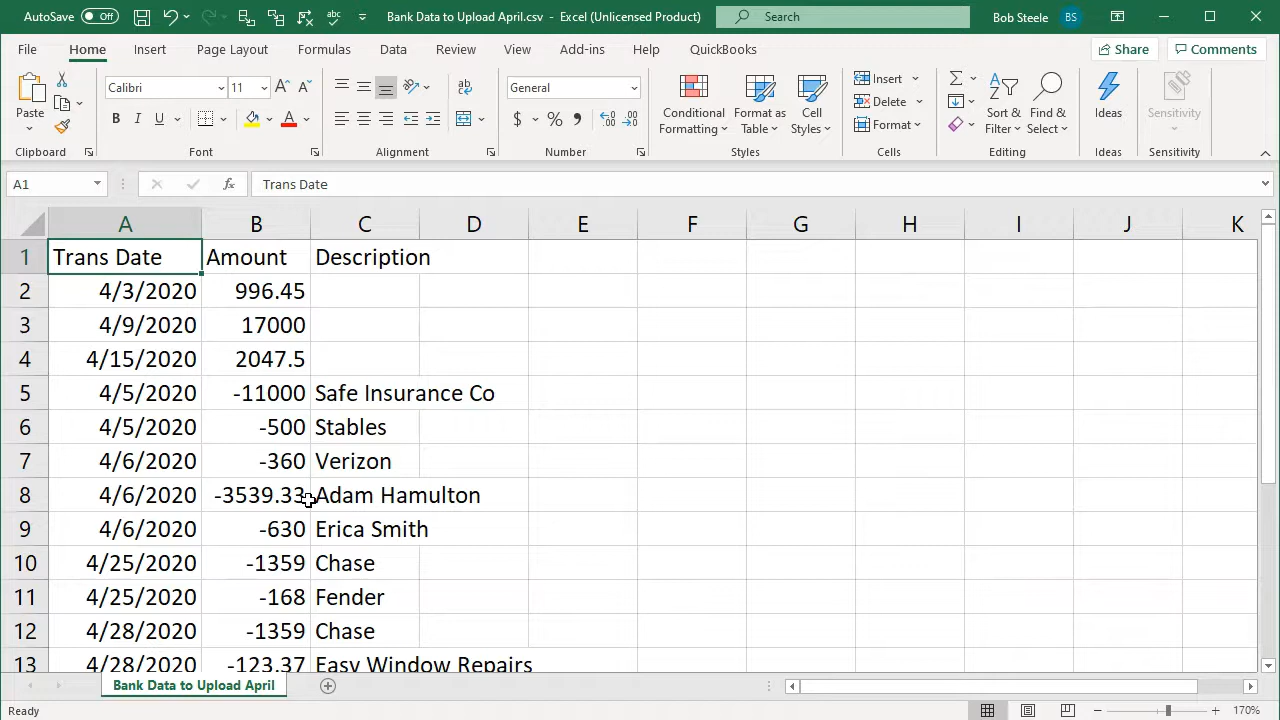 AutoSave Off Bank Data to Upload April.csv - Excel (Unlicensed Product) Search Bob Steele BS
File Home Insert Page Layout Formulas Data Review View Add-ins Help QuickBooks Share Comments
Calibri 11 General Insert
Paste B I U A $ % Conditional Formatting Format as Table Cell Styles Delete Format Sort & Filter Find & Select Ideas Sensitivity
Clipboard Font Alignment Number Styles Cells Editing Ideas Sensitivity
A1 fx Trans Date
A B C D E F G H I J K
1 Trans Date Amount Description
2 4/3/2020 996.45
3 4/9/2020 17000
4 4/15/2020 2047.5
5 4/5/2020 -11000 Safe Insurance Co
6 4/5/2020 -500 Stables
7 4/6/2020 -360 Verizon
8 4/6/2020 -3539.33 Adam Hamulton
9 4/6/2020 -630 Erica Smith
10 4/25/2020 -1359 Chase
11 4/25/2020 -168 Fender
12 4/28/2020 -1359 Chase
13 4/28/2020 -123.37 Easy Window Repairs
Bank Data to Upload April
Ready 170%